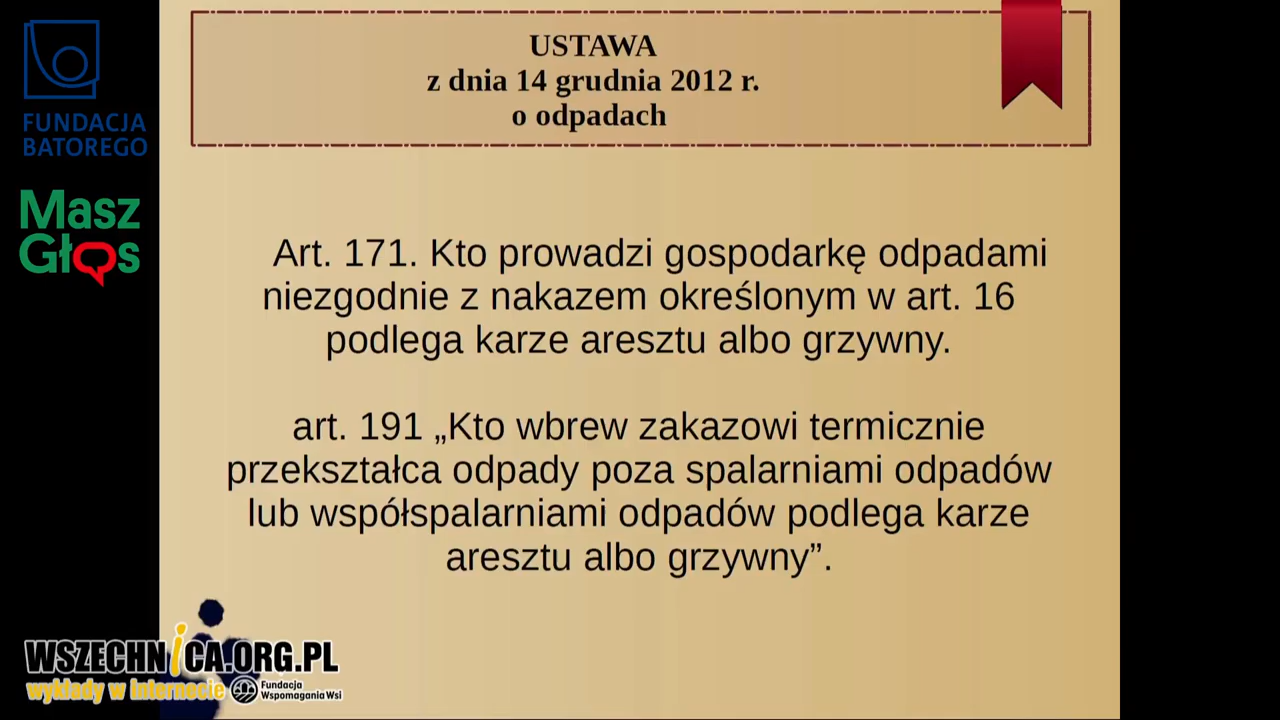 FUNDACJA
BATOREGO
Masz
Głos
USTAWA
z dnia 14 grudnia 2012 r.
o odpadach
Art. 171. Kto prowadzi gospodarkę odpadami
niezgodnie z nakazem określonym w art. 16
podlega karze aresztu albo grzywny.
art. 191 „Kto wbrew zakazowi termicznie
przekształca odpady poza spalarniami odpadów
lub współspalarniami odpadów podlega karze
aresztu albo grzywny”.
WSZECHNICA.ORG.PL
wykłady w internecie
Fundacja
Wspomagania Wsi